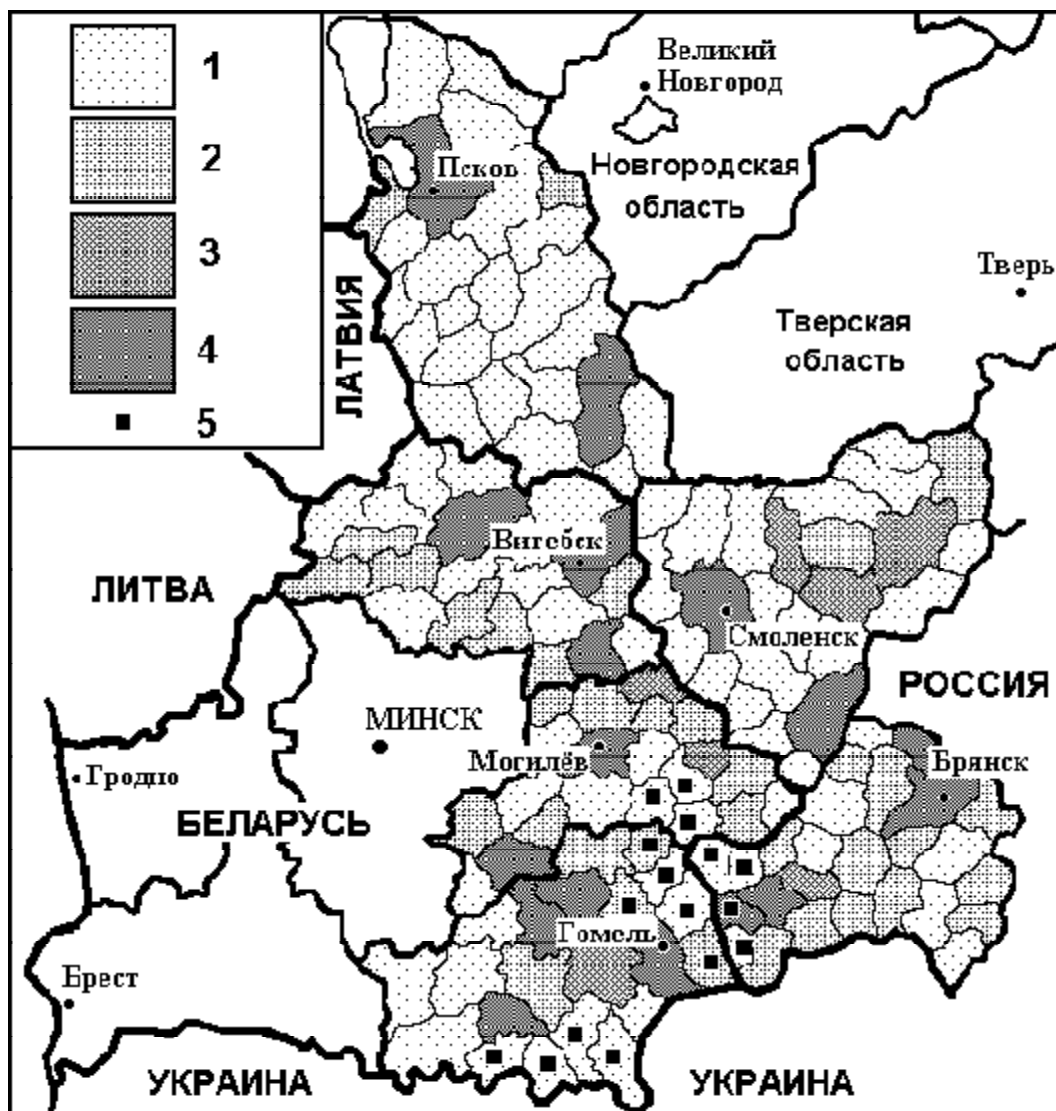 1
2
3
4
5
Великий
Новгород
Псков
Новгородская
область
Тверь
Тверская
область
ЛАТВИЯ
Витебск
ЛИТВА
Смоленск
РОССИЯ
МИНСК
Могилёв
Брянск
Гродно
БЕЛАРУСЬ
Гомель
Брест
УКРАИНА
УКРАИНА